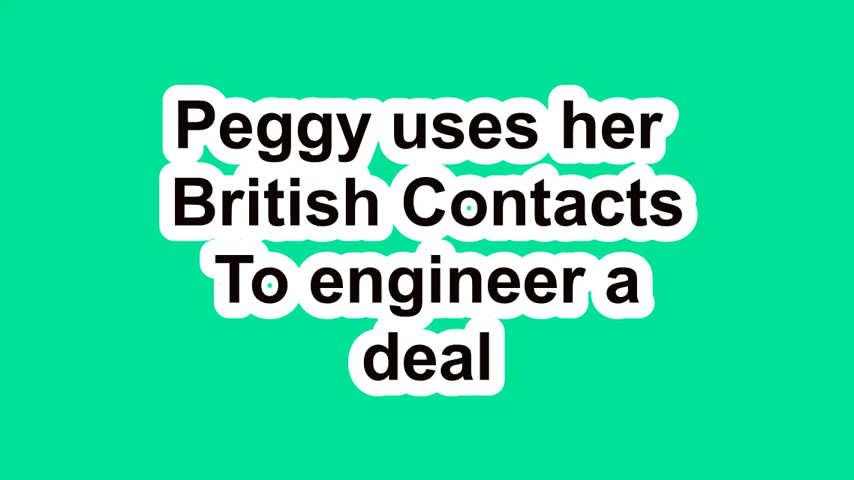 Peggy uses her
British Contacts
To engineer a
deal